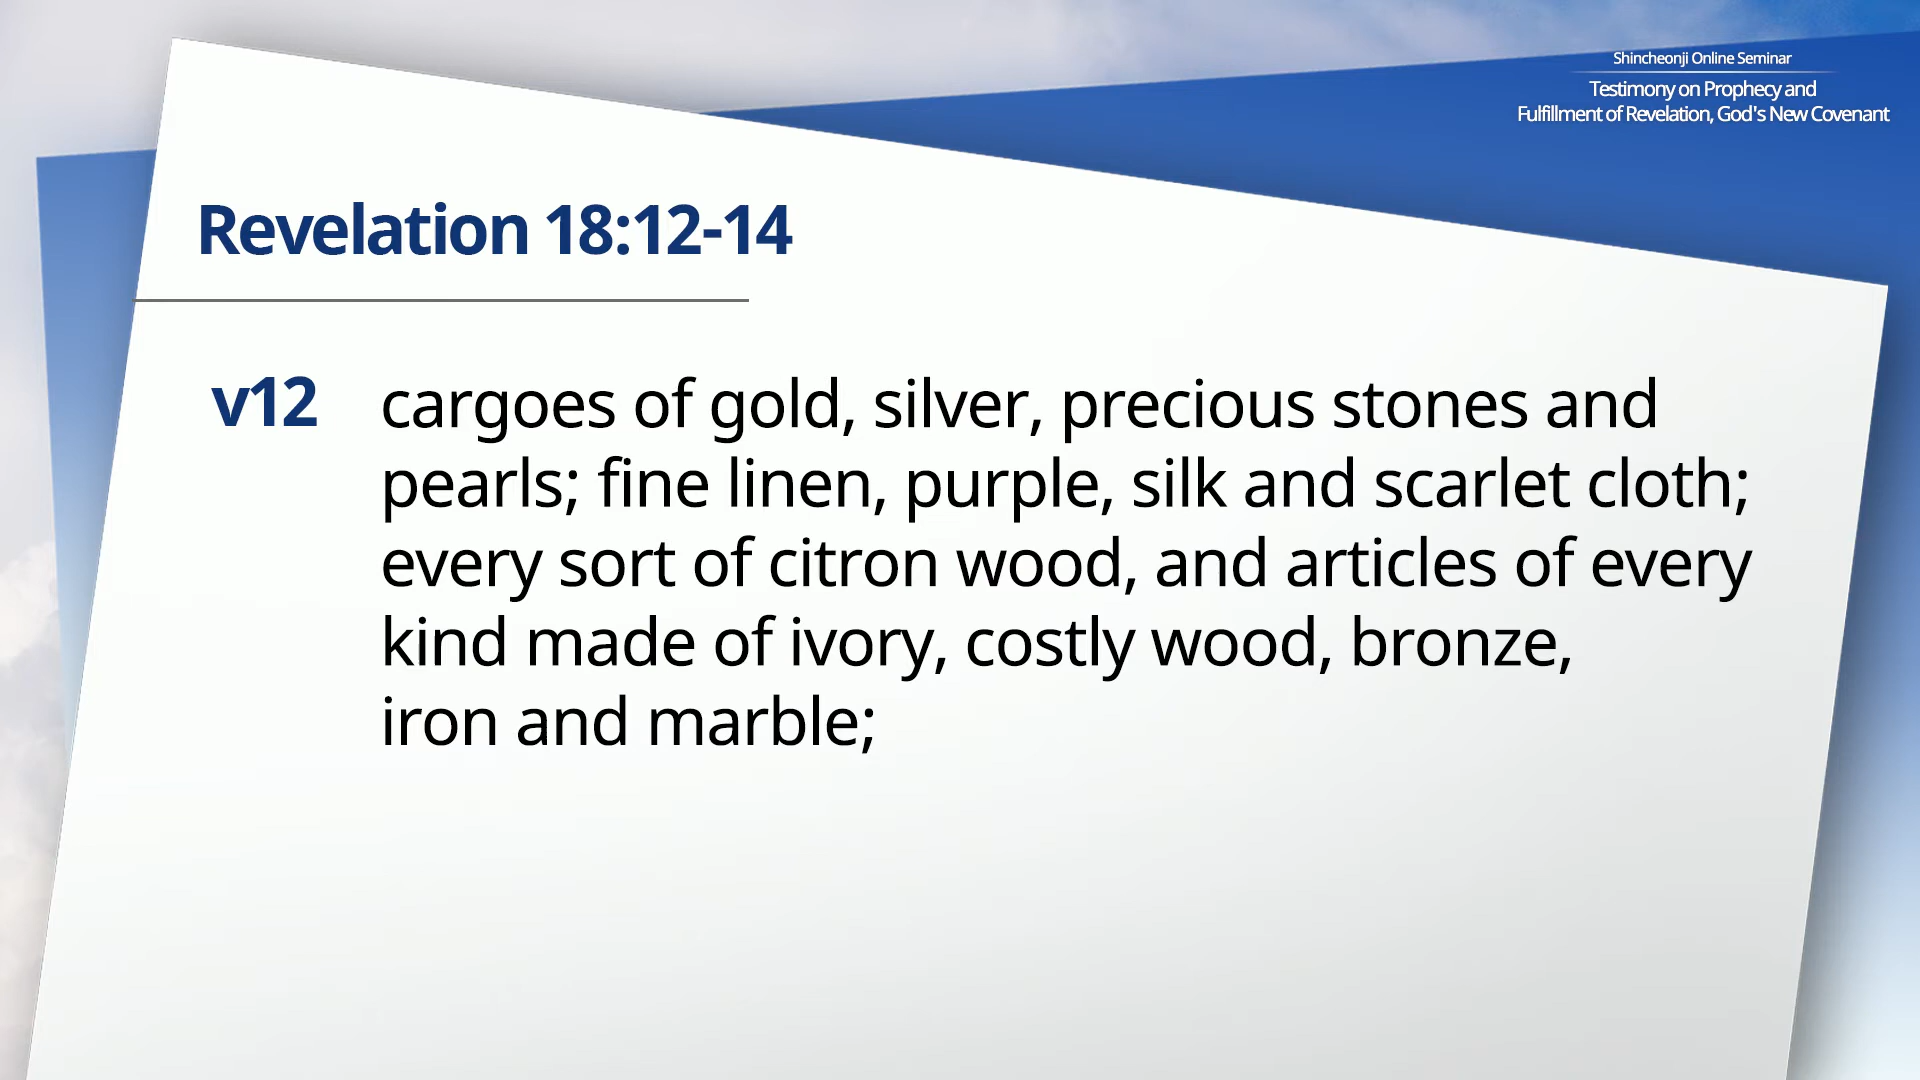 Shincheonji Online Seminar
Testimony on Prophecy and
Fulfillment of Revelation, God's New Covenant
Revelation 18:12-14
v12 cargoes of gold, silver, precious stones and
pearls; fine linen, purple, silk and scarlet cloth;
every sort of citron wood, and articles of every
kind made of ivory, costly wood, bronze,
iron and marble;